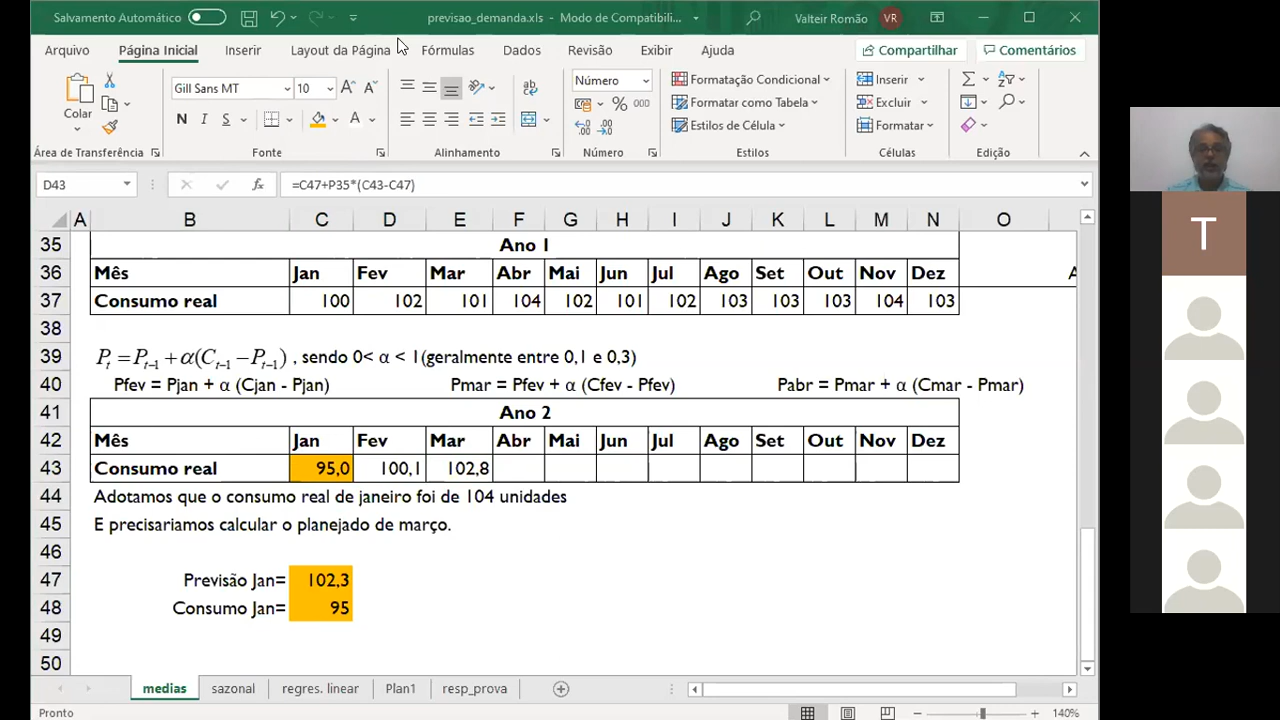 Salvamento Automático previsao_demanda.xls - Modo de Compatibili... Valteir Romão VR
Arquivo Página Inicial Inserir Layout da Página Fórmulas Dados Revisão Exibir Ajuda Compartilhar Comentários
Colar Gill Sans MT 10 Número Formatação Condicional Inserir
N I S A % 000 Formatar como Tabela Excluir
Estilos de Célula Formatar
Área de Transferência Fonte Alinhamento Número Estilos Células Edição
D43 fx =C47+P35*(C43-C47)
A B C D E F G H I J K L M N O
35 Ano 1
36 Mês Jan Fev Mar Abr Mai Jun Jul Ago Set Out Nov Dez A
37 Consumo real 100 102 101 104 102 101 102 103 103 103 104 103
38
39 Pt = Pt−1 + α(Ct−1 − Pt−1) , sendo 0< α < 1(geralmente entre 0,1 e 0,3)
40 Pfev = Pjan + α (Cjan - Pjan) Pmar = Pfev + α (Cfev - Pfev) Pabr = Pmar + α (Cmar - Pmar)
41 Ano 2
42 Mês Jan Fev Mar Abr Mai Jun Jul Ago Set Out Nov Dez
43 Consumo real 95,0 100,1 102,8
44 Adotamos que o consumo real de janeiro foi de 104 unidades
45 E precisariamos calcular o planejado de março.
46
47 Previsão Jan= 102,3
48 Consumo Jan= 95
49
50
medias sazonal regres. linear Plan1 resp_prova
Pronto 140%
T